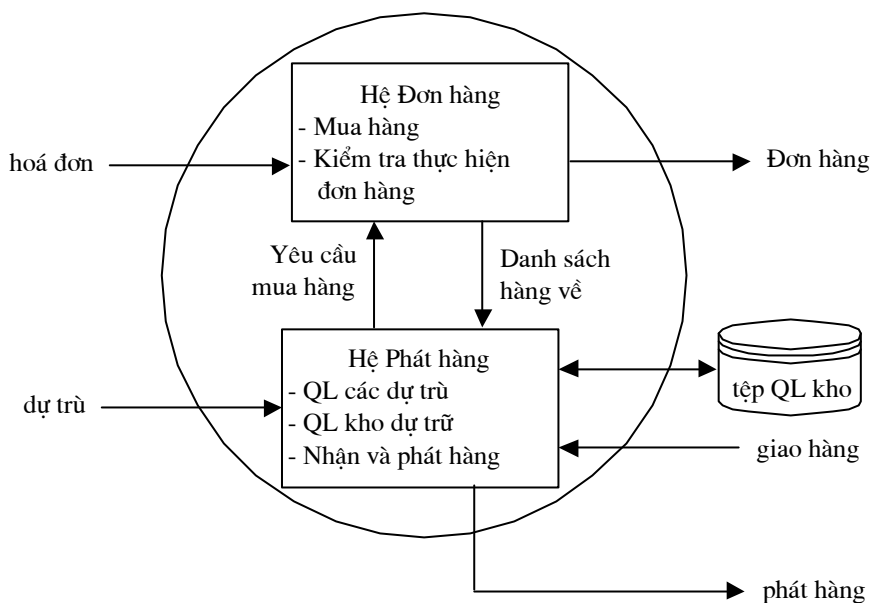 Hệ Đơn hàng
- Mua hàng
- Kiểm tra thực hiện
đơn hàng
hoá đơn
Đơn hàng
Yêu cầu
mua hàng
Danh sách
hàng về
Hệ Phát hàng
- QL các dự trù
- QL kho dự trữ
- Nhận và phát hàng
dự trù
tệp QL kho
giao hàng
phát hàng